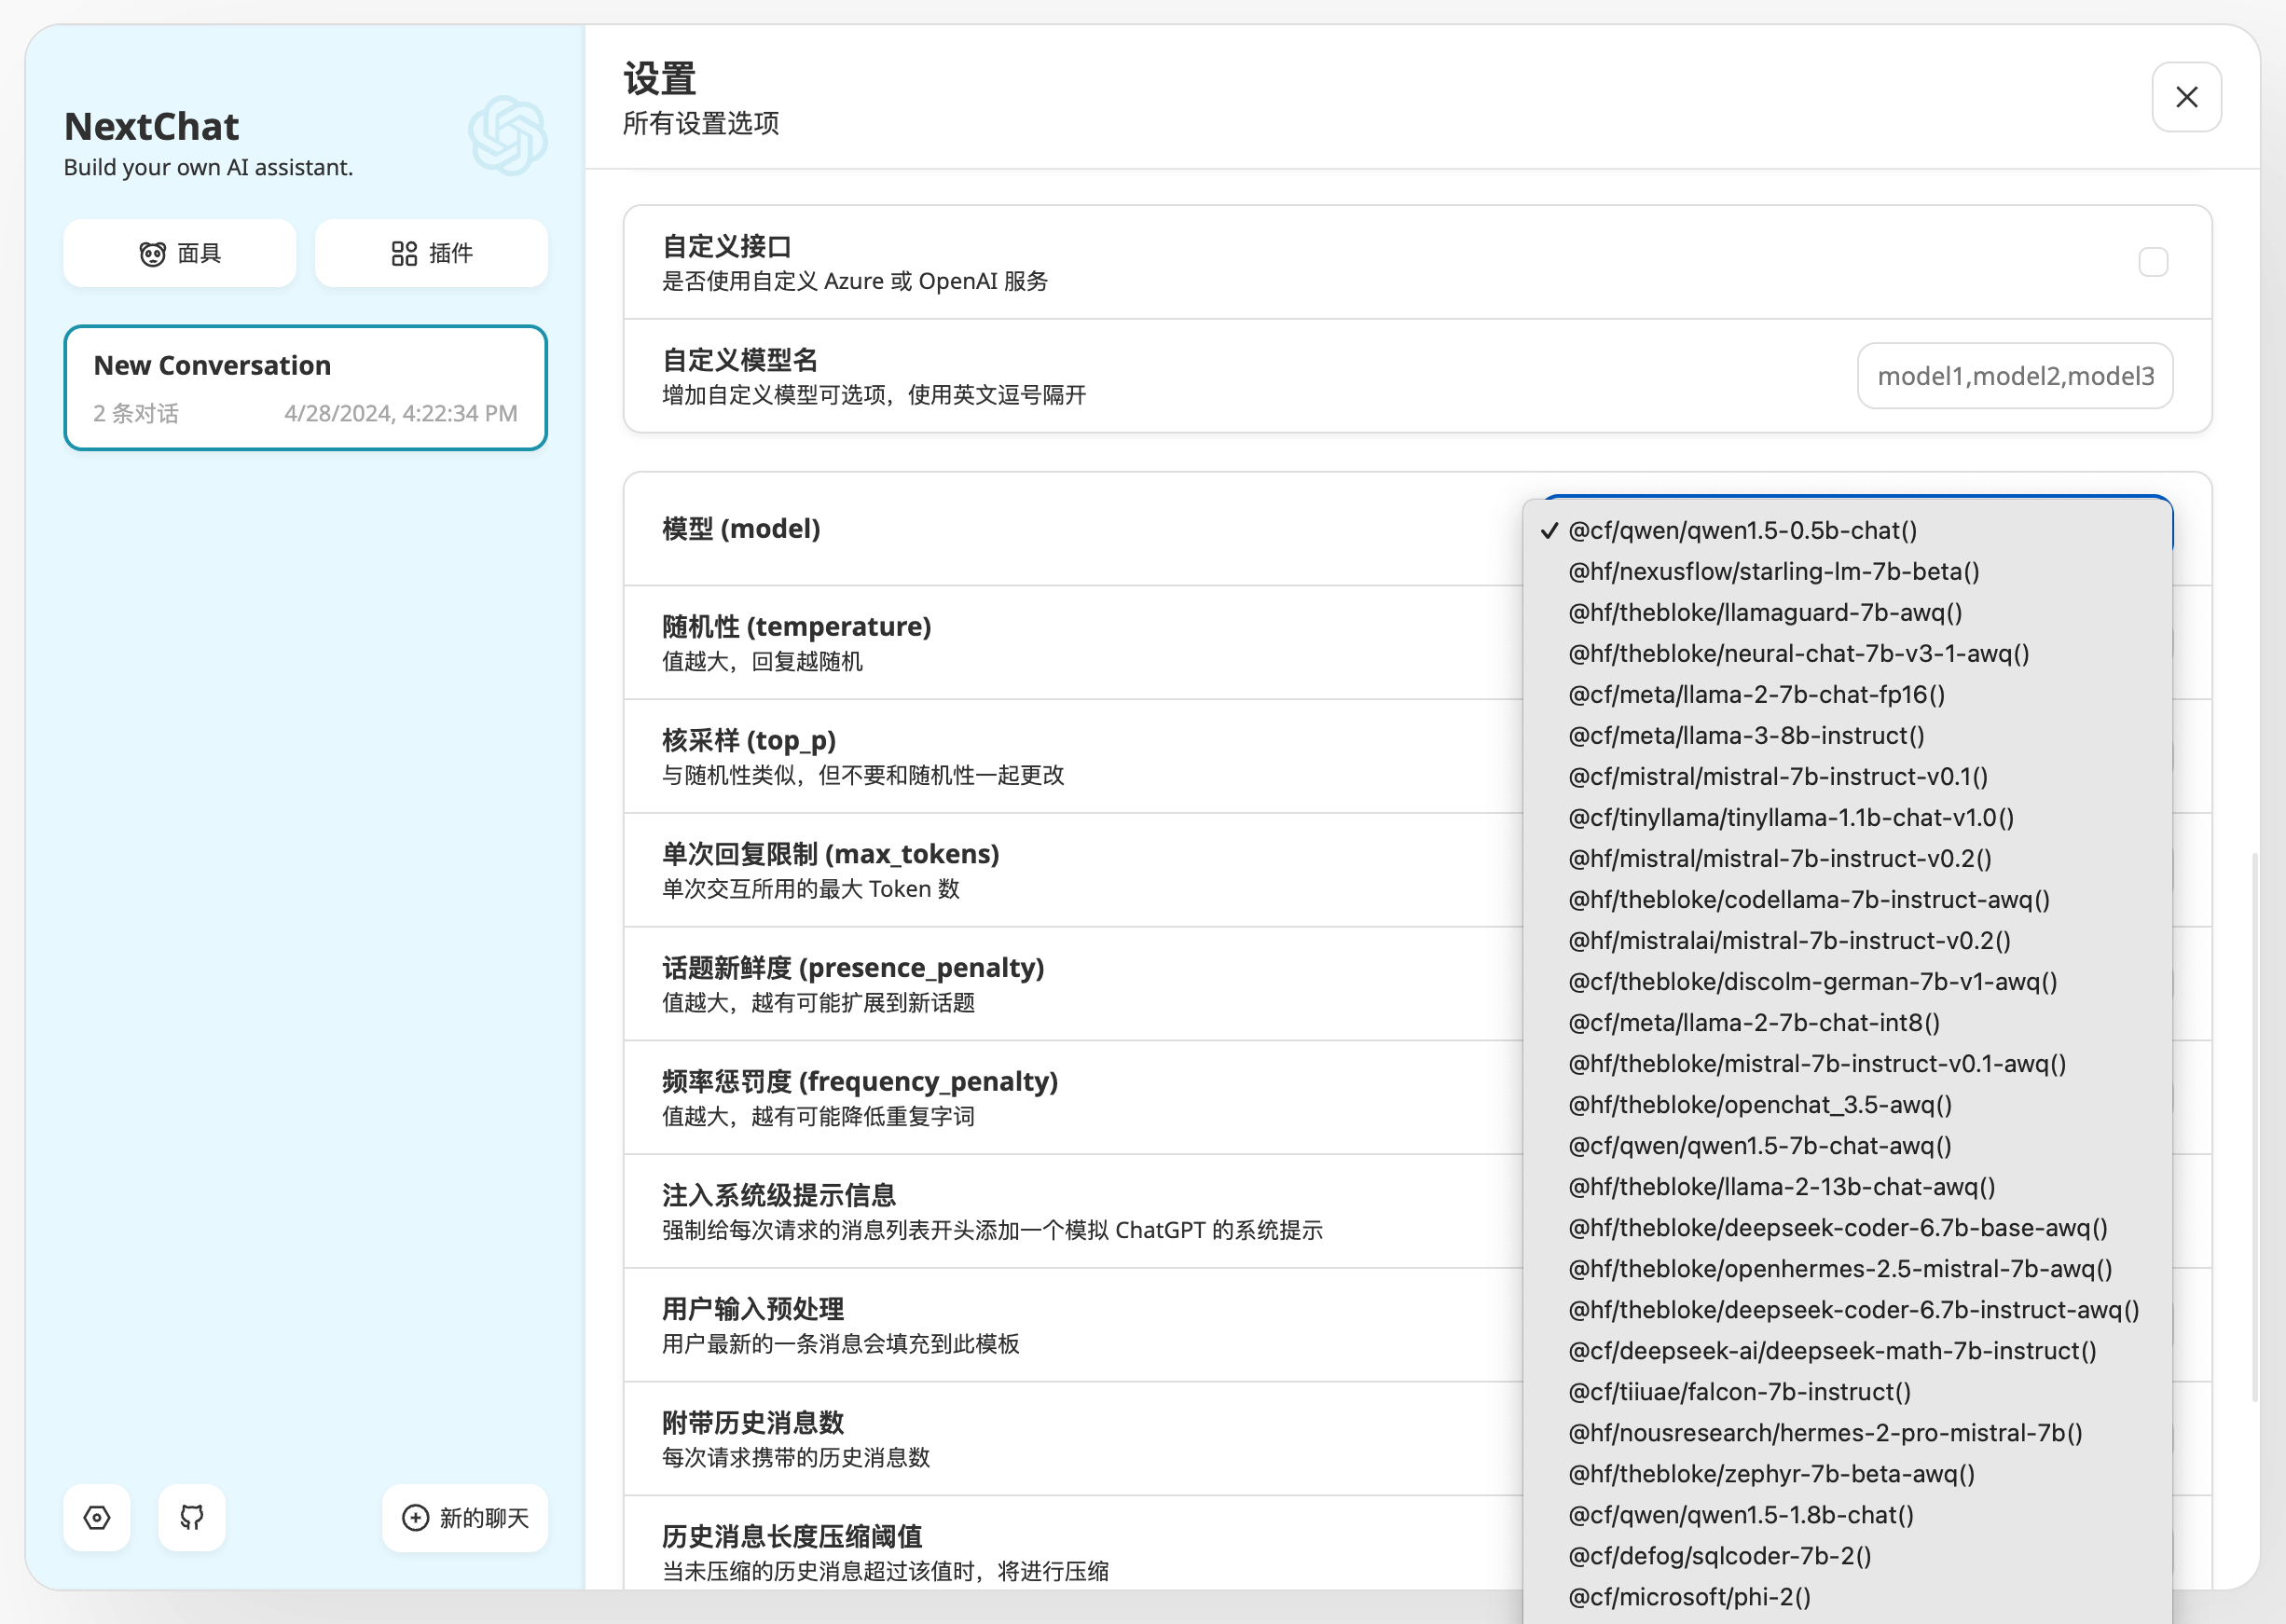 NextChat
Build your own AI assistant.
面具
插件
New Conversation
2 条对话
4/28/2024, 4:22:34 PM
新的聊天
设置
所有设置选项
自定义接口
是否使用自定义 Azure 或 OpenAI 服务
自定义模型名
增加自定义模型可选项，使用英文逗号隔开
model1,model2,model3
模型 (model)
随机性 (temperature)
值越大，回复越随机
核采样 (top_p)
与随机性类似，但不要和随机性一起更改
单次回复限制 (max_tokens)
单次交互所用的最大 Token 数
话题新鲜度 (presence_penalty)
值越大，越有可能扩展到新话题
频率惩罚度 (frequency_penalty)
值越大，越有可能降低重复字词
注入系统级提示信息
强制给每次请求的消息列表开头添加一个模拟 ChatGPT 的系统提示
用户输入预处理
用户最新的一条消息会填充到此模板
附带历史消息数
每次请求携带的历史消息数
历史消息长度压缩阈值
当未压缩的历史消息超过该值时，将进行压缩
@cf/qwen/qwen1.5-0.5b-chat()
@hf/nexusflow/starling-lm-7b-beta()
@hf/thebloke/llamaguard-7b-awq()
@hf/thebloke/neural-chat-7b-v3-1-awq()
@cf/meta/llama-2-7b-chat-fp16()
@cf/meta/llama-3-8b-instruct()
@cf/mistral/mistral-7b-instruct-v0.1()
@cf/tinyllama/tinyllama-1.1b-chat-v1.0()
@hf/mistral/mistral-7b-instruct-v0.2()
@hf/thebloke/codellama-7b-instruct-awq()
@hf/mistralai/mistral-7b-instruct-v0.2()
@cf/thebloke/discolm-german-7b-v1-awq()
@cf/meta/llama-2-7b-chat-int8()
@hf/thebloke/mistral-7b-instruct-v0.1-awq()
@hf/thebloke/openchat_3.5-awq()
@cf/qwen/qwen1.5-7b-chat-awq()
@hf/thebloke/llama-2-13b-chat-awq()
@hf/thebloke/deepseek-coder-6.7b-base-awq()
@hf/thebloke/openhermes-2.5-mistral-7b-awq()
@hf/thebloke/deepseek-coder-6.7b-instruct-awq()
@cf/deepseek-ai/deepseek-math-7b-instruct()
@cf/tiiuae/falcon-7b-instruct()
@hf/nousresearch/hermes-2-pro-mistral-7b()
@hf/thebloke/zephyr-7b-beta-awq()
@cf/qwen/qwen1.5-1.8b-chat()
@cf/defog/sqlcoder-7b-2()
@cf/microsoft/phi-2()